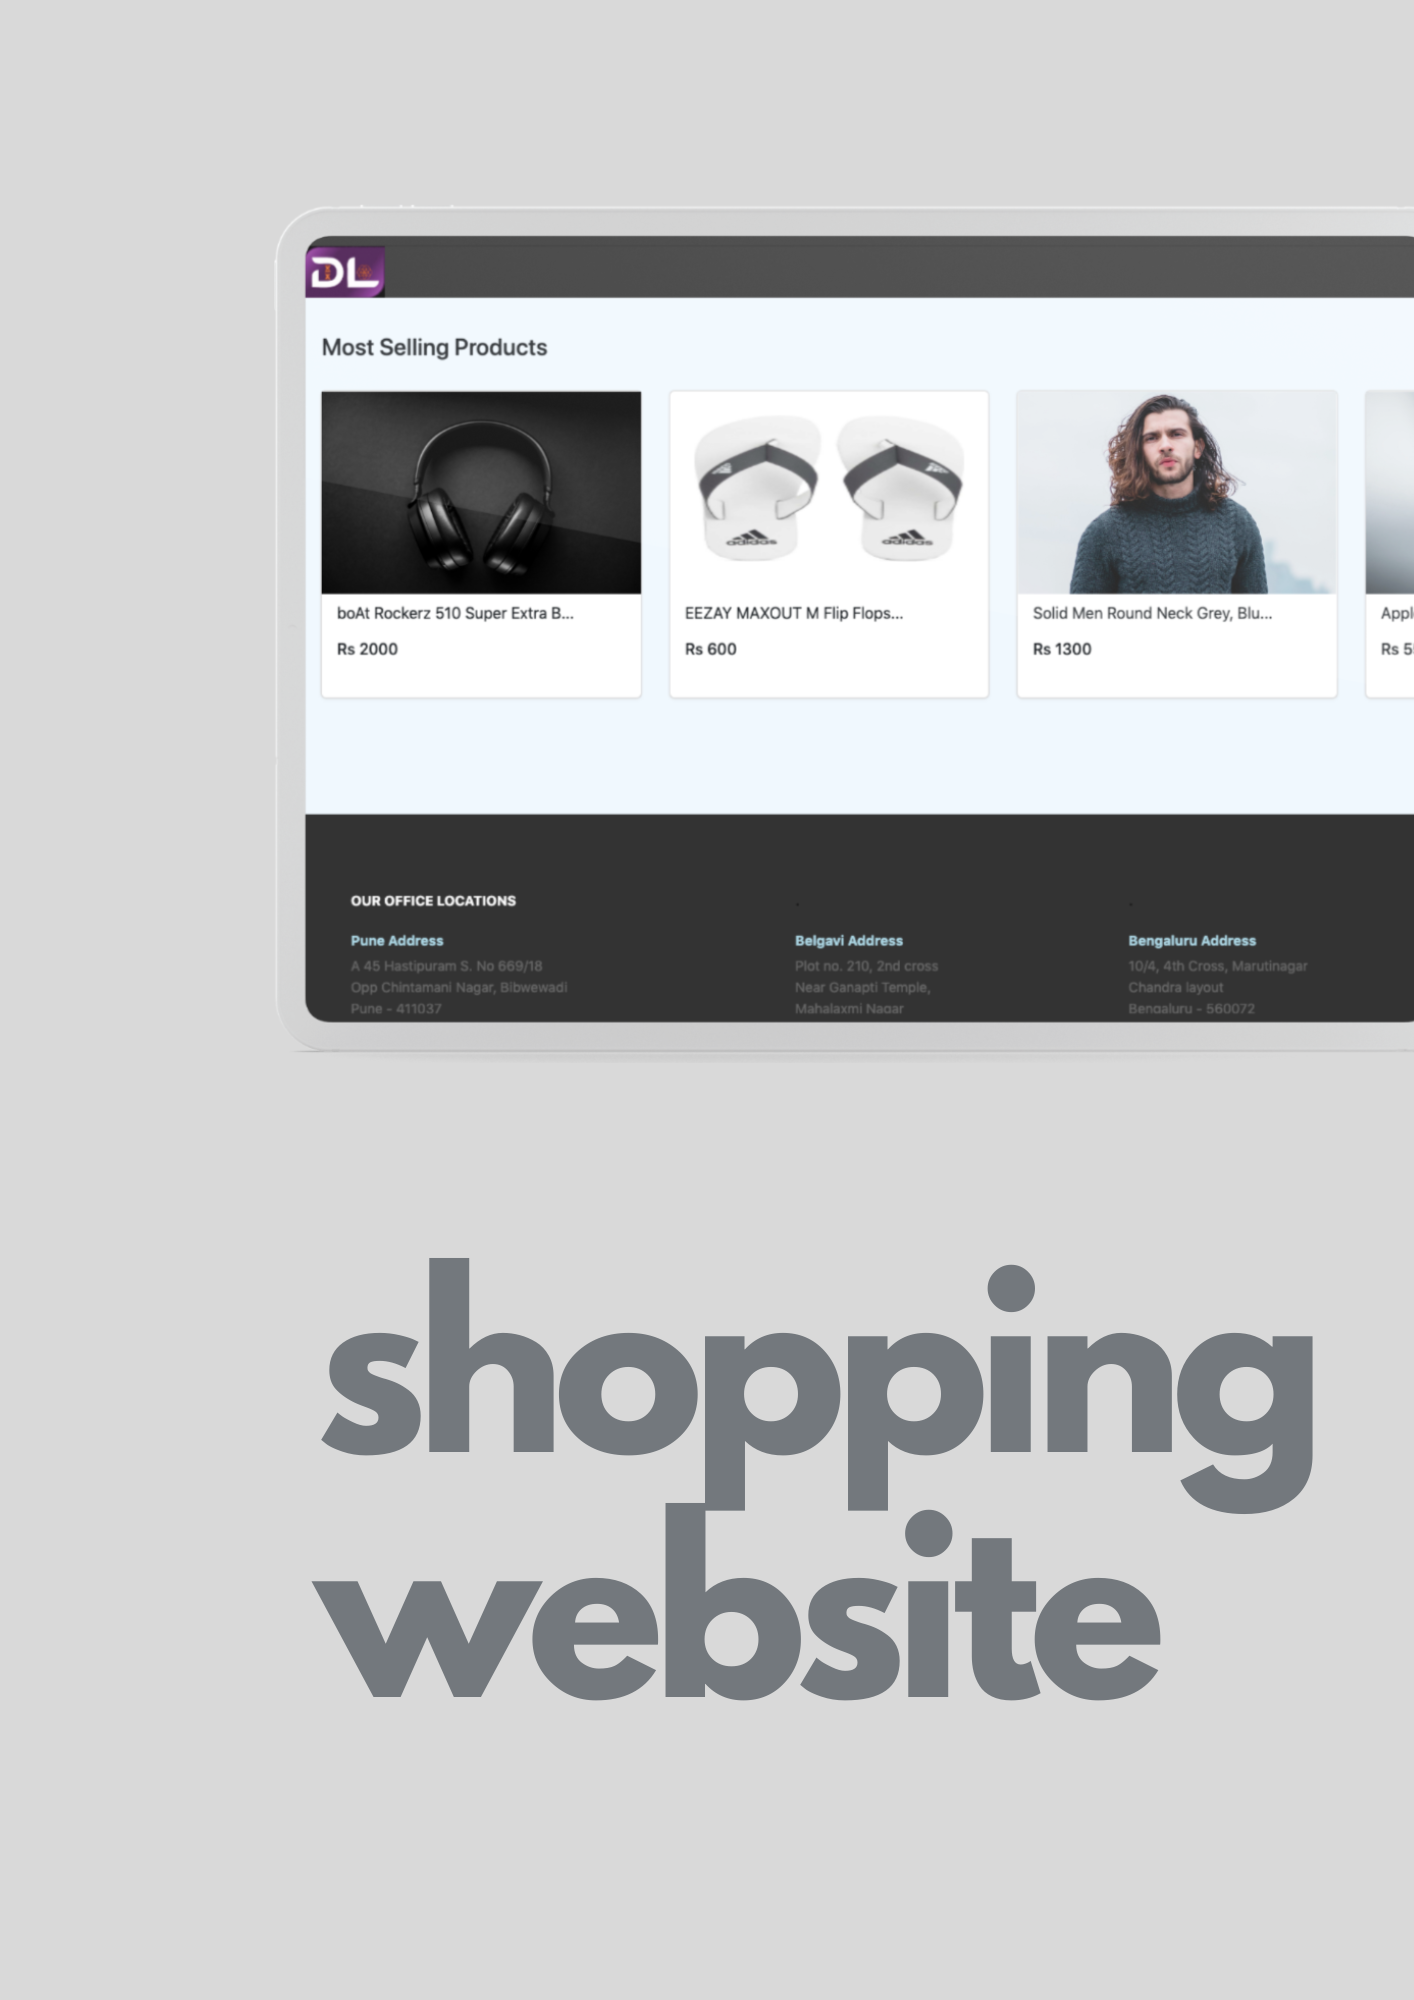 DL
Most Selling Products
boAt Rockerz 510 Super Extra B...
Rs 2000
adidas adidas
EEZAY MAXOUT M Flip Flops...
Rs 600
Solid Men Round Neck Grey, Blu...
Rs 1300
Appl
Rs 5
OUR OFFICE LOCATIONS
Pune Address
A 45 Hastipuram S. No 669/18
Opp Chintamani Nagar, Bibwewadi
Pune - 411037
Belgavi Address
Plot no. 210, 2nd cross
Near Ganapti Temple,
Mahalaxmi Nagar
Bengaluru Address
10/4, 4th Cross, Marutinagar
Chandra layout
Bengaluru - 560072
shopping
website